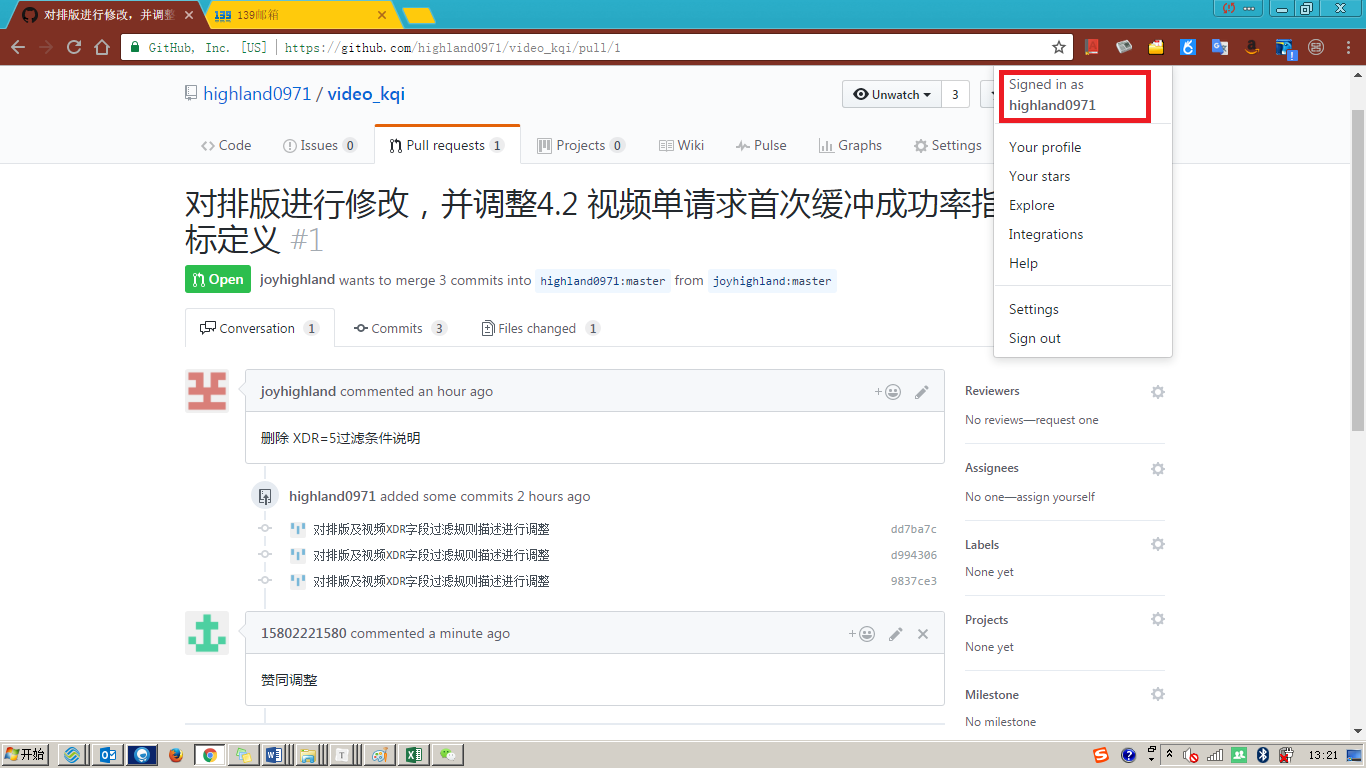 对排版进行修改，并调整
139邮箱
GitHub, Inc. [US] | https://github.com/highland0971/video_kqi/pull/1
highland0971 / video_kqi
Unwatch 3
Signed in as
highland0971
Code
Issues 0
Pull requests 1
Projects 0
Wiki
Pulse
Graphs
Settings
Your profile
Your stars
Explore
Integrations
Help
Settings
Sign out
对排版进行修改，并调整4.2 视频单请求首次缓冲成功率指
标定义 #1
Open joyhighland wants to merge 3 commits into highland0971:master from joyhighland:master
Conversation 1
Commits 3
Files changed 1
joyhighland commented an hour ago
删除 XDR=5过滤条件说明
highland0971 added some commits 2 hours ago
对排版及视频XDR字段过滤规则描述进行调整 dd7ba7c
对排版及视频XDR字段过滤规则描述进行调整 d994306
对排版及视频XDR字段过滤规则描述进行调整 9837ce3
15802221580 commented a minute ago
赞同调整
Reviewers
No reviews—request one
Assignees
No one—assign yourself
Labels
None yet
Projects
None yet
Milestone
No milestone
开始
13:21